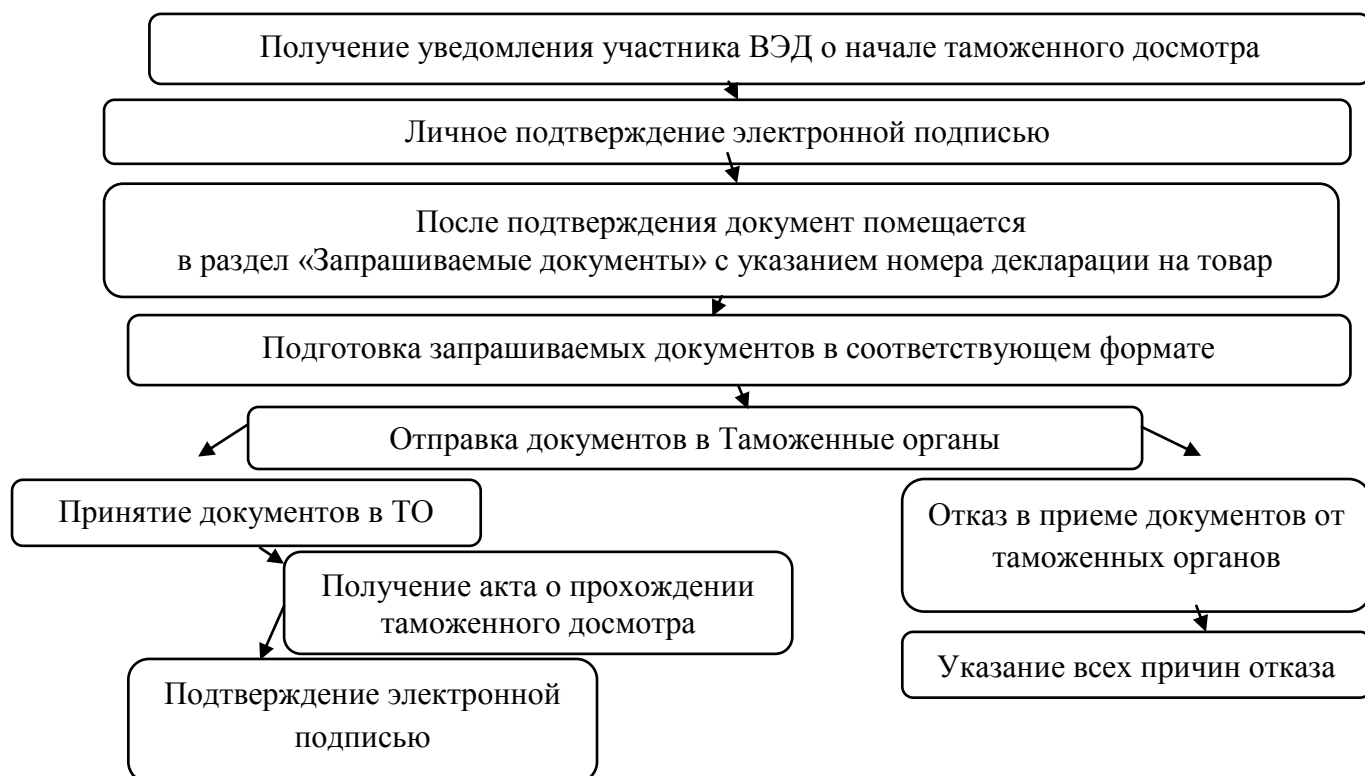 Получение уведомления участника ВЭД о начале таможенного досмотра
Личное подтверждение электронной подписью
После подтверждения документ помещается
в раздел «Запрашиваемые документы» с указанием номера декларации на товар
Подготовка запрашиваемых документов в соответствующем формате
Отправка документов в Таможенные органы
Принятие документов в ТО
Получение акта о прохождении
таможенного досмотра
Подтверждение электронной
подписью
Отказ в приеме документов от
таможенных органов
Указание всех причин отказа